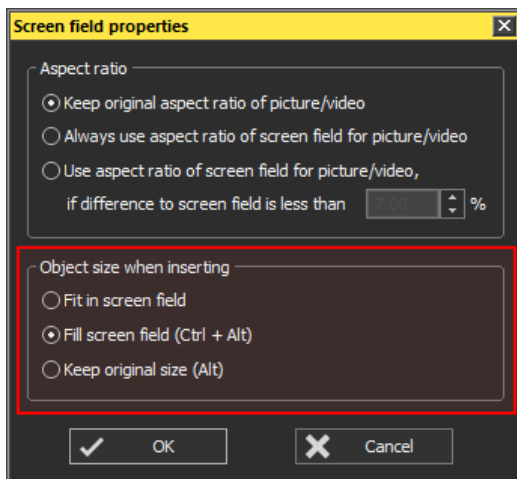 Screen field properties
Aspect ratio
Keep original aspect ratio of picture/video
Always use aspect ratio of screen field for picture/video
Use aspect ratio of screen field for picture/video,
if difference to screen field is less than 7.00 %
Object size when inserting
Fit in screen field
Fill screen field (Ctrl + Alt)
Keep original size (Alt)
OK Cancel